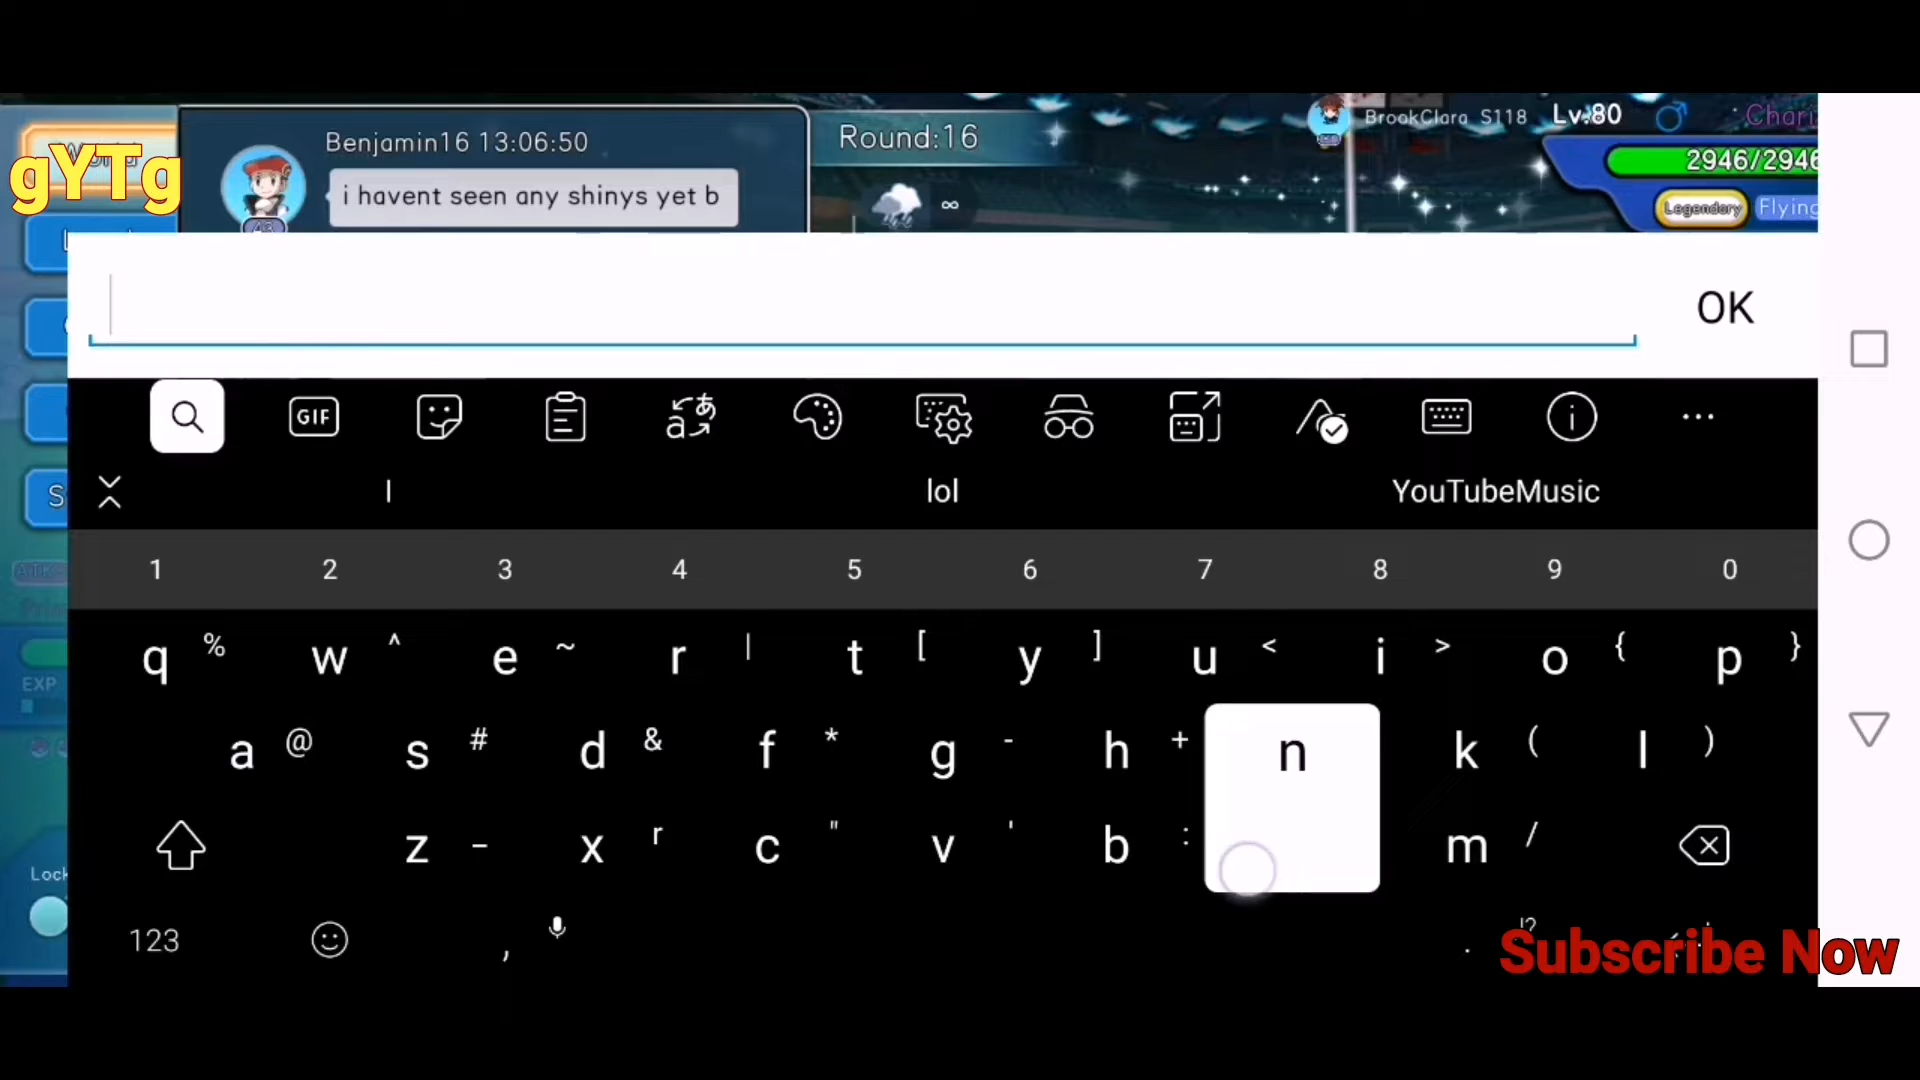 gYTg
Benjamin16 13:06:50
i havent seen any shinys yet b
Round:16
∞
BrookClara S118
Lv.80
Chari
2946/2946
Legendary
Flying
OK
GIF
I
lol
YouTubeMusic
1 2 3 4 5 6 7 8 9 0
q % w ^ e ~ r | t [ y ] u < i > o { p }
a @ s # d & f * g - h + n k ( l )
z – x r c " v ' b : m /
123 , . !?
EXP
Lock
Subscribe Now